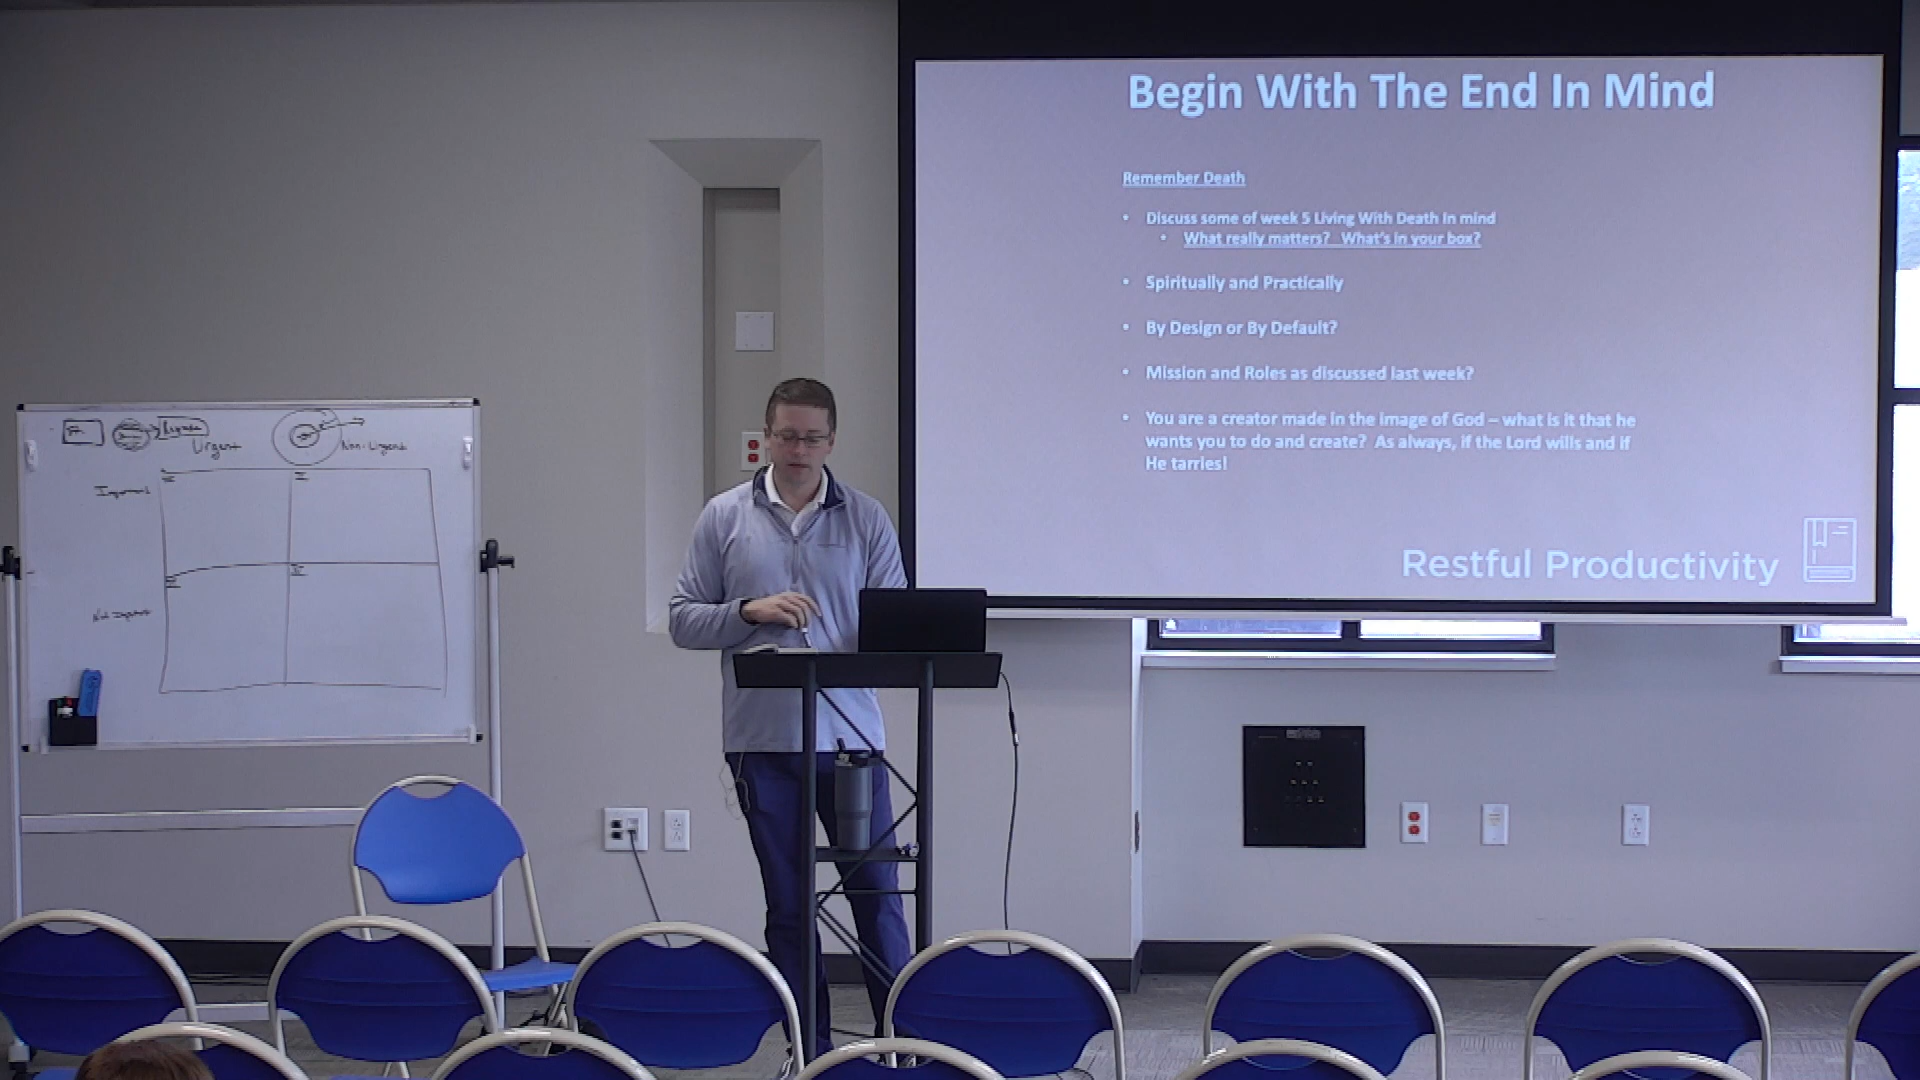 Begin With The End In Mind
Remember Death
• Discuss some of week 5 Living With Death In mind
• What really matters? What's in your box?
• Spiritually and Practically
• By Design or By Default?
• Mission and Roles as discussed last week?
• You are a creator made in the image of God – what is it that he
wants you to do and create? As always, if the Lord wills and if
He tarries!
Restful Productivity
Urgent
Non-Urgent
Important
Not Important